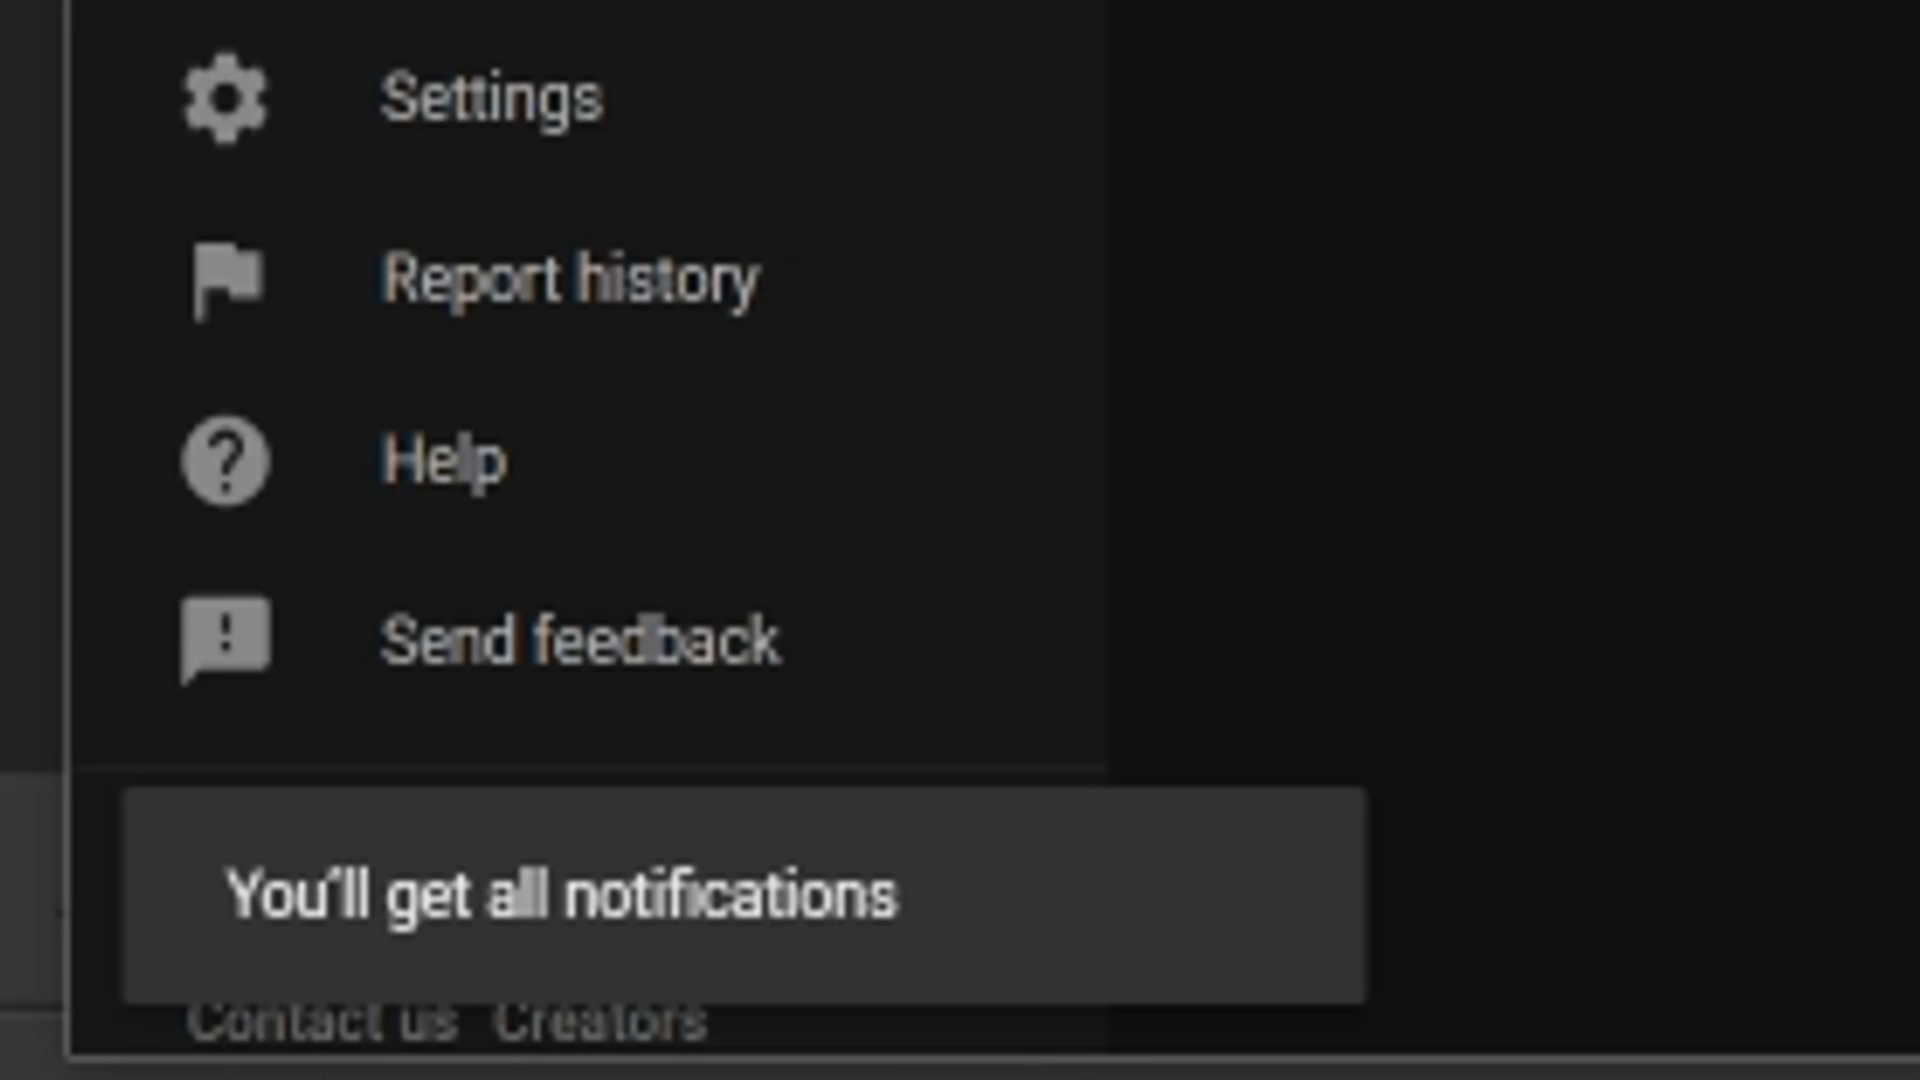 Settings
Report history
Help
Send feedback
You'll get all notifications
Contact us Creators